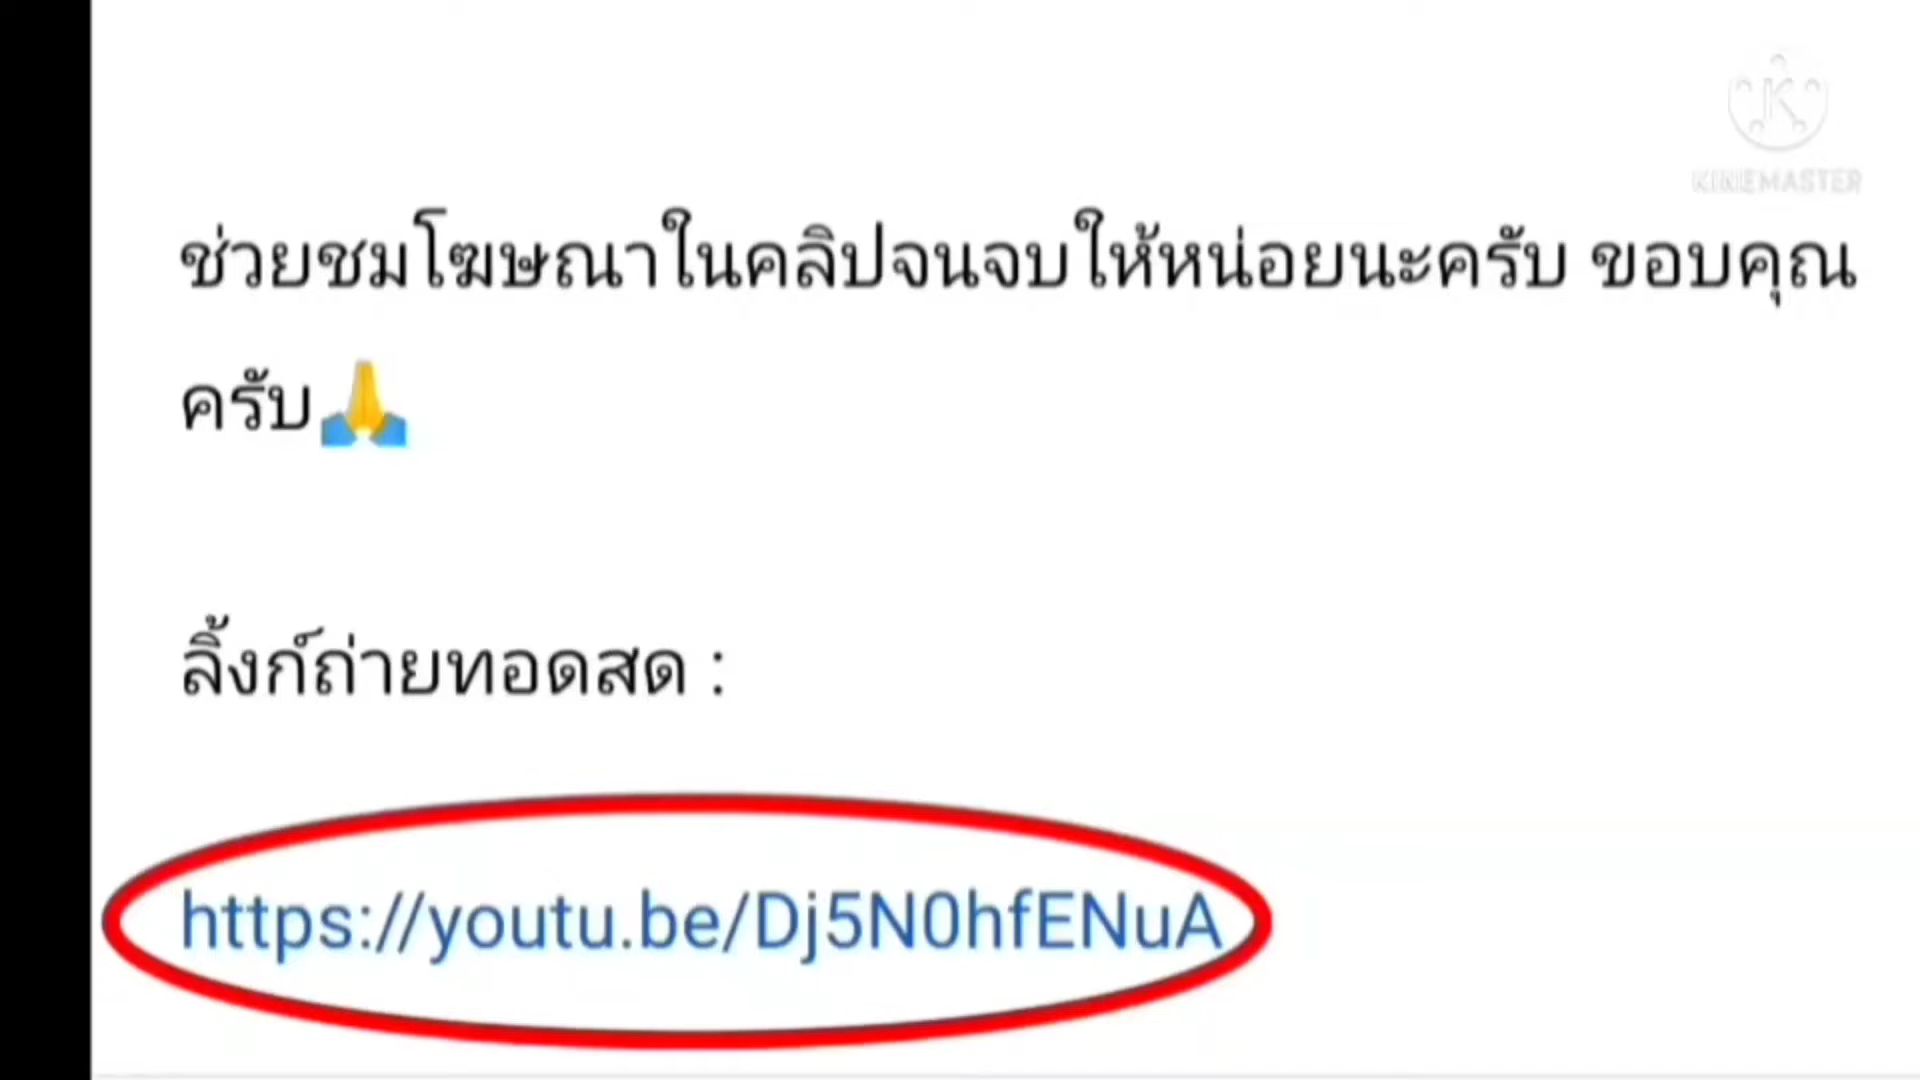 KINEMASTER
ช่วยชมโฆษณาในคลิปจนจบให้หน่อยนะครับ ขอบคุณ
ครับ🙏
ลิ้งก์ถ่ายทอดสด :
https://youtu.be/Dj5N0hfENuA